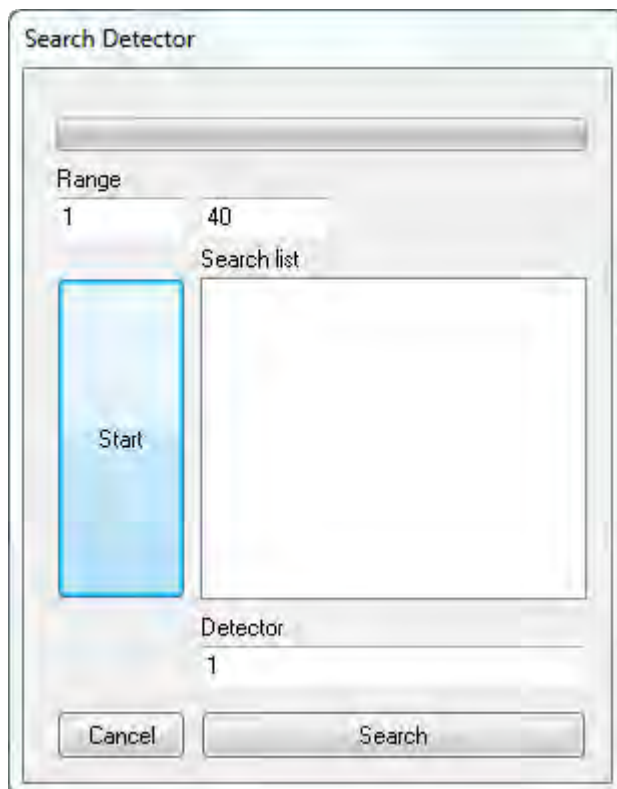 Search Detector
Range
1 40
Search list
Start
Detector
1
Cancel Search